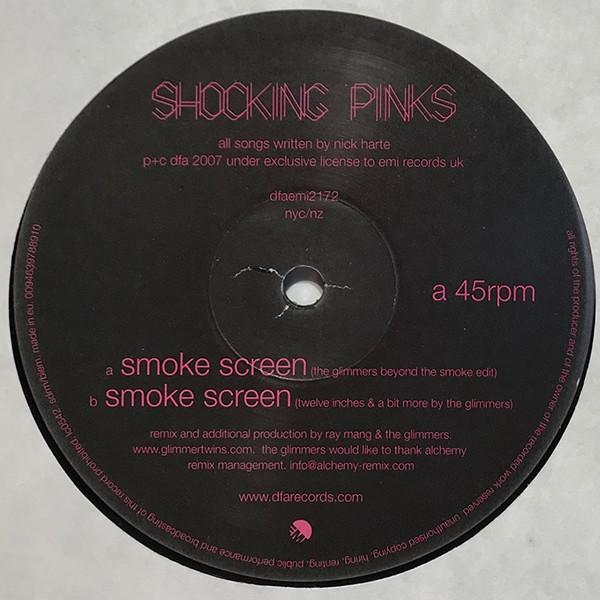 SHOCKING PINKS
all songs written by nick harte
p+c dfa 2007 under exclusive license to emi records uk
dfaemi2172
nyc/nz
a 45rpm
a smoke screen (the glimmers beyond the smoke edit)
b smoke screen (twelve inches & a bit more by the glimmers)
remix and additional production by ray mang & the glimmers.
www.glimmertwins.com. the glimmers would like to thank alchemy
remix management. info@alchemy-remix.com
www.dfarecords.com
EMI
all rights of the producer and of the owner of the recorded work reserved. unauthorised copying, hiring, renting, public performance and broadcasting of this record prohibited. lc0542. sdrm/biem. made in eu. 0094639788910